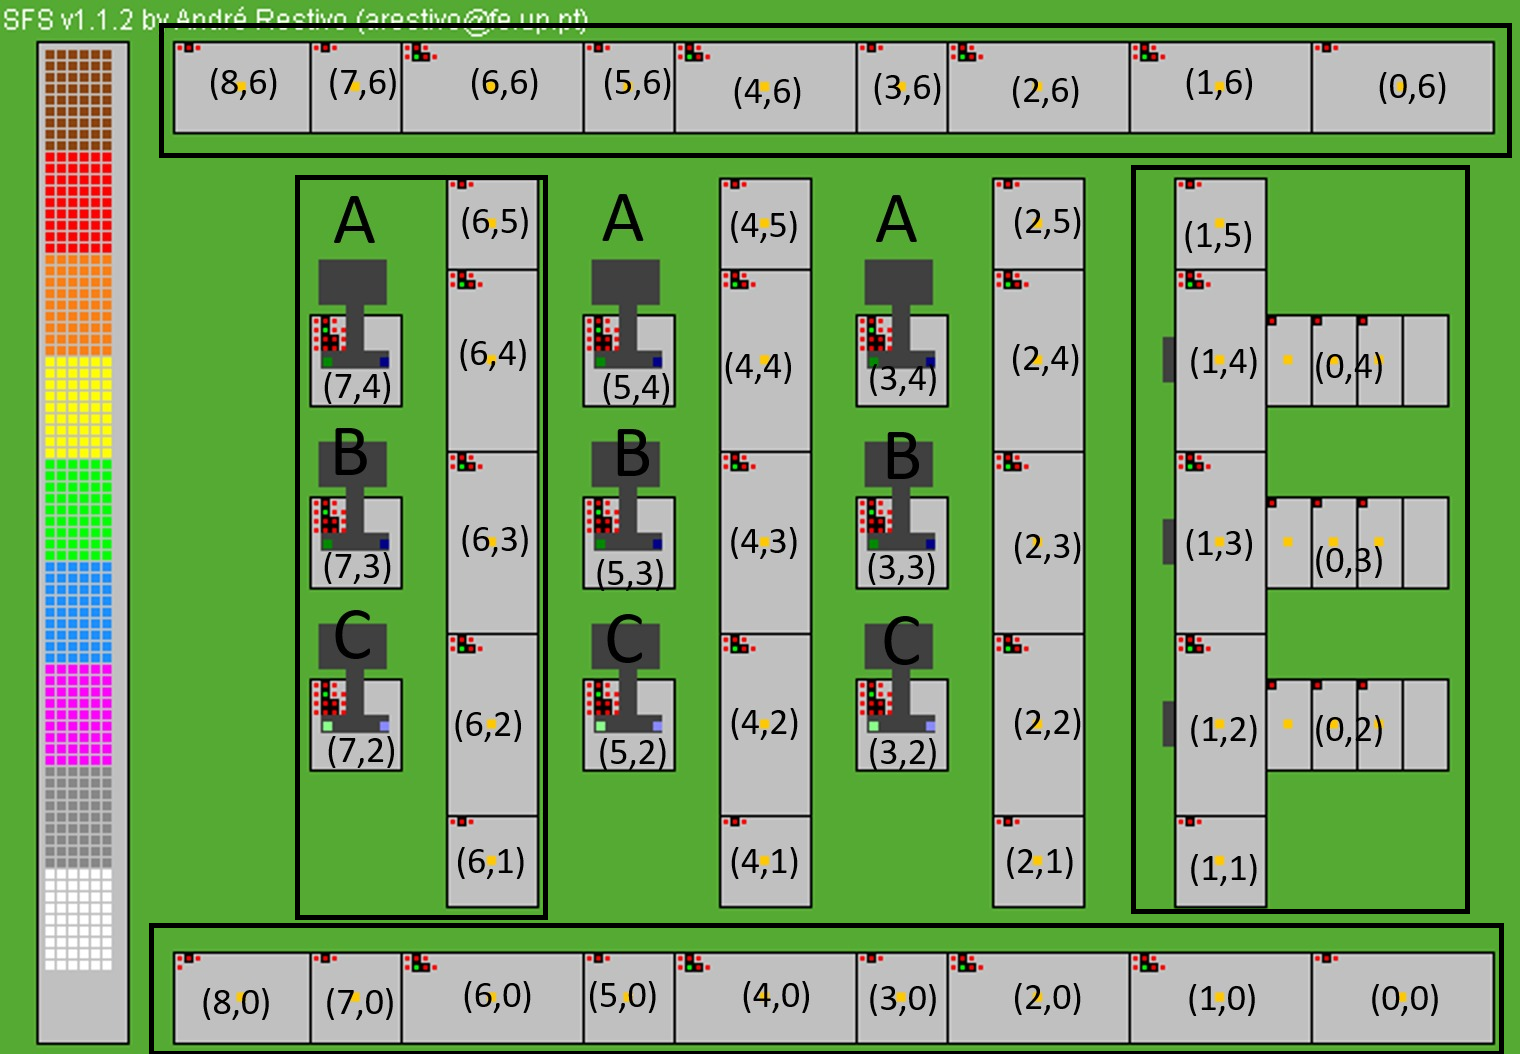 SFS v1.1.2 by André Restivo (arestivo@fe.up.pt)
(8,6) (7,6) (6,6) (5,6) (4,6) (3,6) (2,6) (1,6) (0,6)
A (6,5) A (4,5) A (2,5) (1,5)
(7,4) (6,4) (5,4) (4,4) (3,4) (2,4) (1,4) (0,4)
B B B
(7,3) (6,3) (5,3) (4,3) (3,3) (2,3) (1,3) (0,3)
C C C
(7,2) (6,2) (5,2) (4,2) (3,2) (2,2) (1,2) (0,2)
(6,1) (4,1) (2,1) (1,1)
(8,0) (7,0) (6,0) (5,0) (4,0) (3,0) (2,0) (1,0) (0,0)